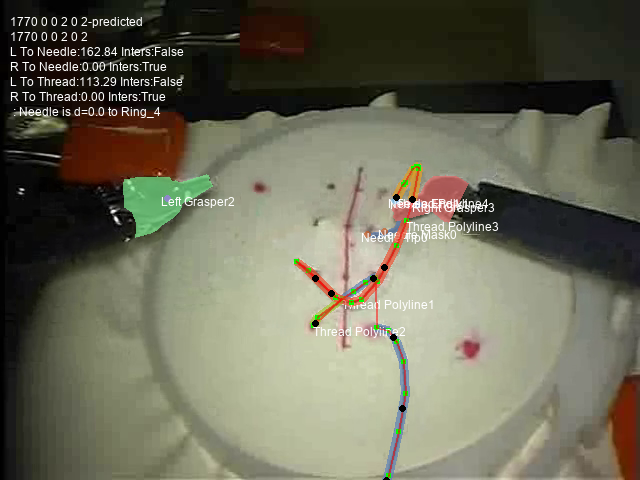 1770 0 0 2 0 2-predicted
1770 0 0 2 0 2
L To Needle:162.84 Inters:False
R To Needle:0.00 Inters:True
L To Thread:113.29 Inters:False
R To Thread:0.00 Inters:True
: Needle is d=0.0 to Ring_4
Left Grasper2
Right Grasper3
Thread Polyline3
Thread Polyline1
Thread Polyline2